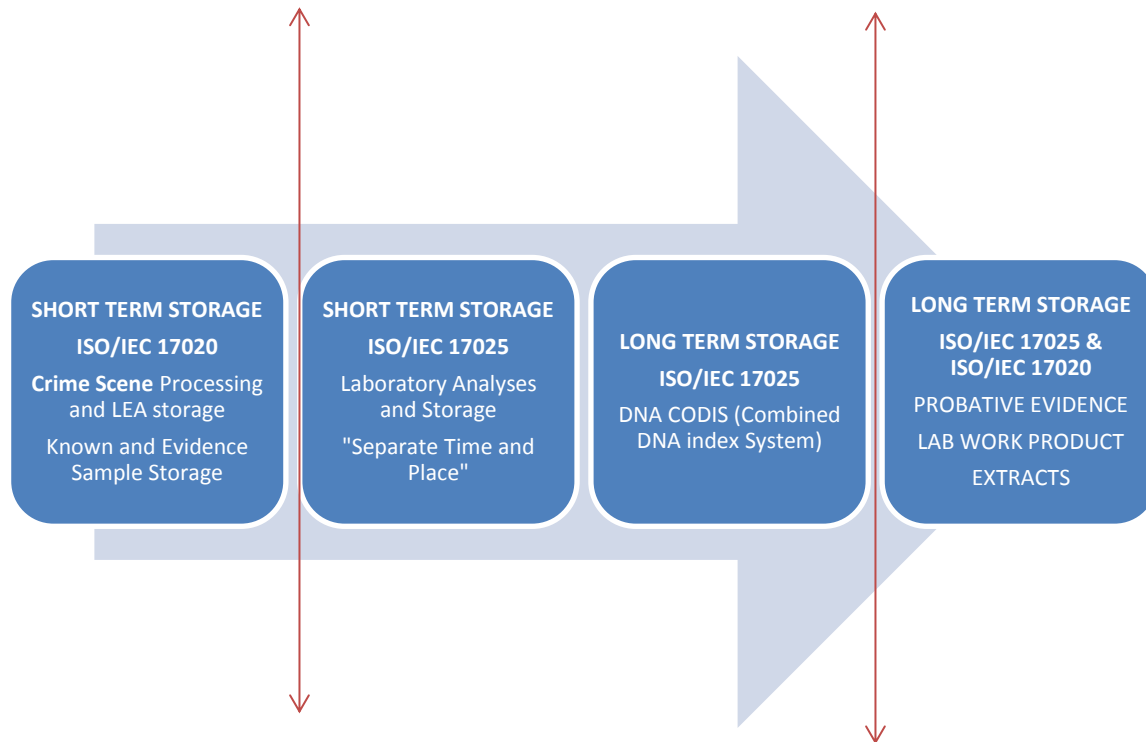 SHORT TERM STORAGE
ISO/IEC 17020
Crime Scene Processing
and LEA storage
Known and Evidence
Sample Storage
SHORT TERM STORAGE
ISO/IEC 17025
Laboratory Analyses
and Storage
"Separate Time and
Place"
LONG TERM STORAGE
ISO/IEC 17025
DNA CODIS (Combined
DNA index System)
LONG TERM STORAGE
ISO/IEC 17025 &
ISO/IEC 17020
PROBATIVE EVIDENCE
LAB WORK PRODUCT
EXTRACTS